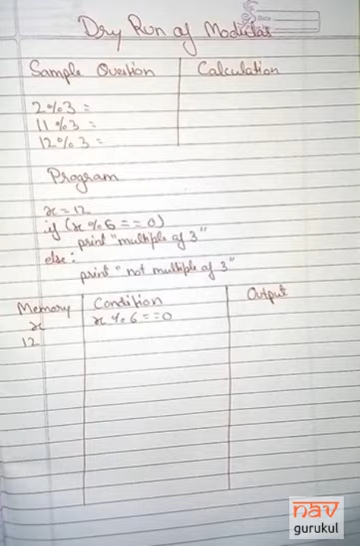 Dry Run of Modulas
Sample Question Calculation
2%3 =
11%3 =
12%3 =
Program
x=12
if (x%6==0)
print "multiple of 3"
else:
print "not multiple of 3"
Memory Condition Output
x x%6==0
12
nav
gurukul